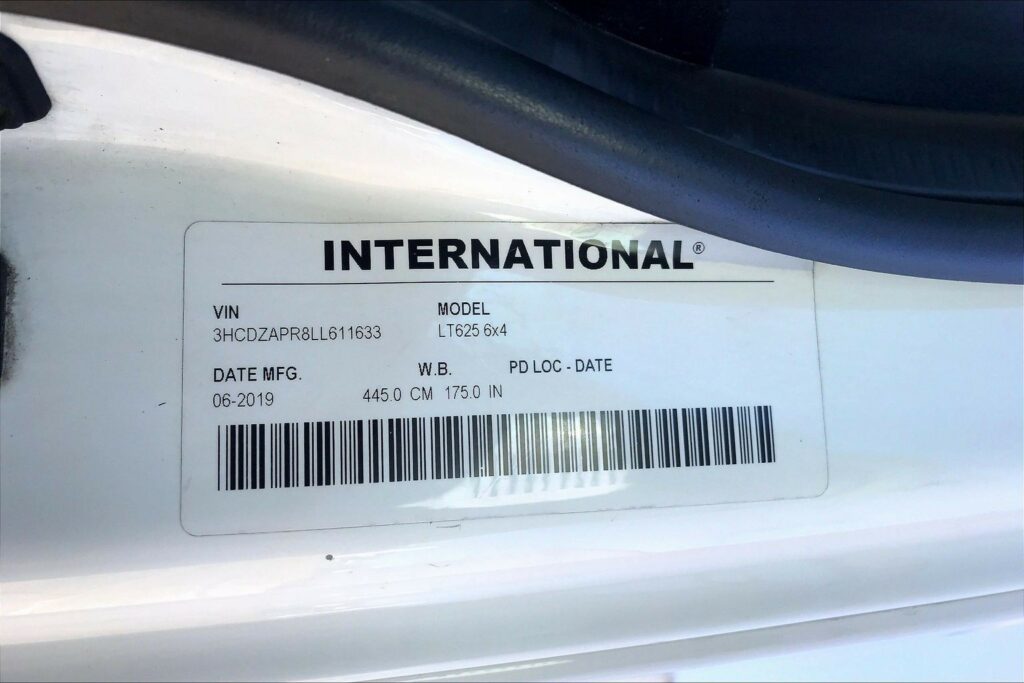 INTERNATIONAL®
VIN MODEL
3HCDZAPR8LL611633 LT625 6x4
DATE MFG. W.B. PD LOC - DATE
06-2019 445.0 CM 175.0 IN